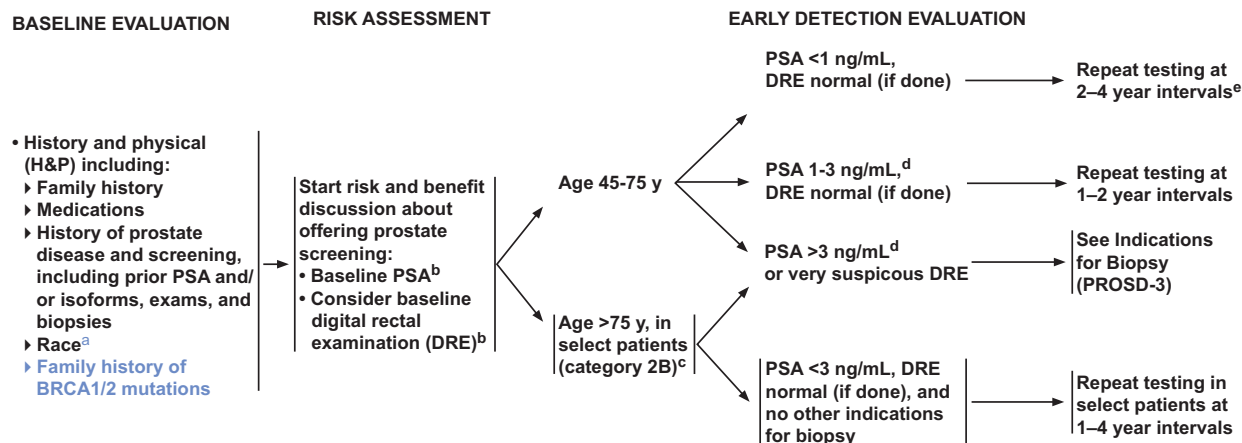 BASELINE EVALUATION
RISK ASSESSMENT
EARLY DETECTION EVALUATION
• History and physical
(H&P) including:
▸ Family history
▸ Medications
▸ History of prostate
disease and screening,
including prior PSA and/
or isoforms, exams, and
biopsies
▸ Raceᵃ
▸ Family history of
BRCA1/2 mutations
Start risk and benefit
discussion about
offering prostate
screening:
• Baseline PSAᵇ
• Consider baseline
digital rectal
examination (DRE)ᵇ
Age 45-75 y
Age >75 y, in
select patients
(category 2B)ᶜ
PSA <1 ng/mL,
DRE normal (if done)
Repeat testing at
2–4 year intervalsᵉ
PSA 1-3 ng/mL,ᵈ
DRE normal (if done)
Repeat testing at
1–2 year intervals
PSA >3 ng/mLᵈ
or very suspicous DRE
See Indications
for Biopsy
(PROSD-3)
PSA <3 ng/mL, DRE
normal (if done), and
no other indications
for biopsy
Repeat testing in
select patients at
1–4 year intervals